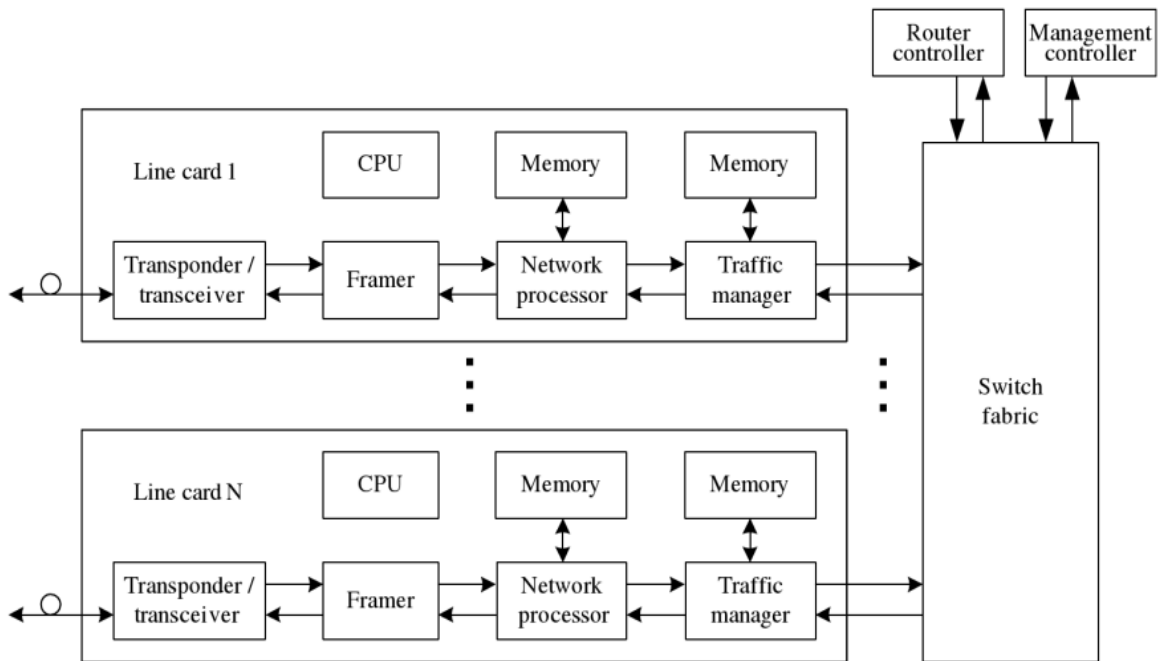 Router
controller
Management
controller
Line card 1
CPU
Memory
Memory
Transponder /
transceiver
Framer
Network
processor
Traffic
manager
Switch
fabric
Line card N
CPU
Memory
Memory
Transponder /
transceiver
Framer
Network
processor
Traffic
manager